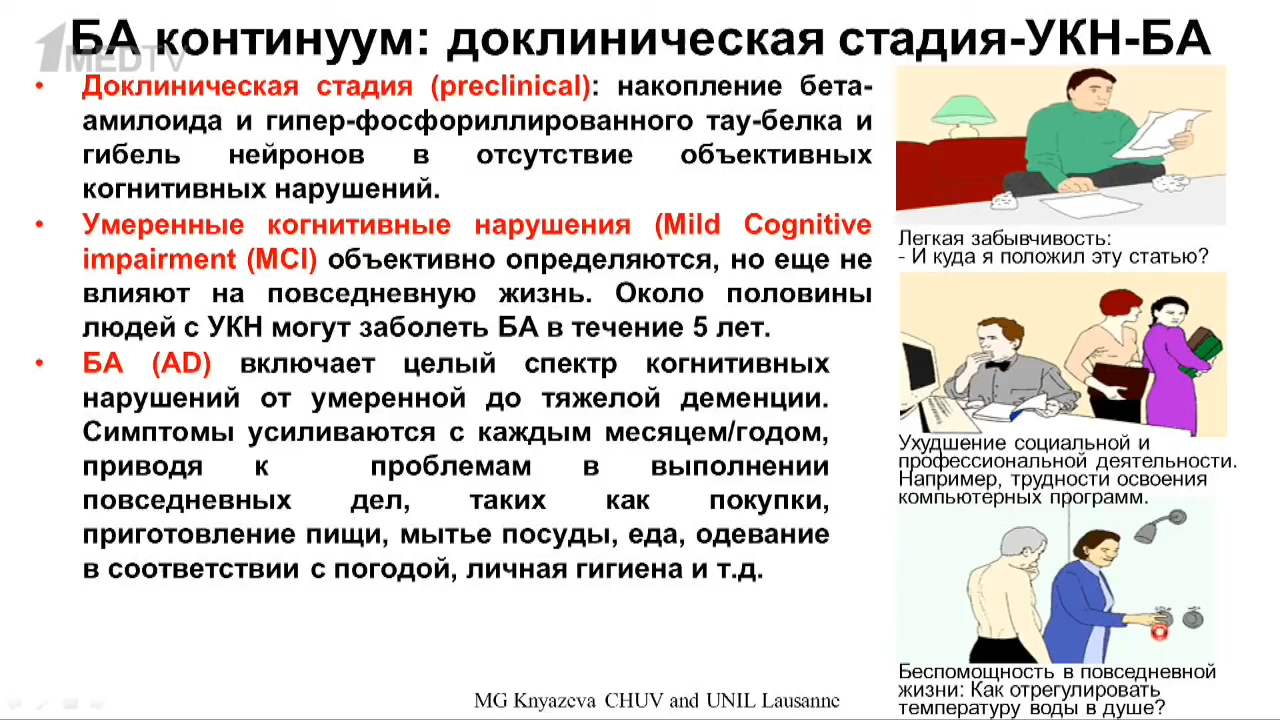 БА континуум: доклиническая стадия-УКН-БА
1MEDTV
• Доклиническая стадия (preclinical): накопление бета-
амилоида и гипер-фосфориллированного тау-белка и
гибель нейронов в отсутствие объективных
когнитивных нарушений.
• Умеренные когнитивные нарушения (Mild Cognitive
impairment (MCI) объективно определяются, но еще не
влияют на повседневную жизнь. Около половины
людей с УКН могут заболеть БА в течение 5 лет.
• БА (AD) включает целый спектр когнитивных
нарушений от умеренной до тяжелой деменции.
Симптомы усиливаются с каждым месяцем/годом,
приводя к проблемам в выполнении
повседневных дел, таких как покупки,
приготовление пищи, мытье посуды, еда, одевание
в соответствии с погодой, личная гигиена и т.д.
Легкая забывчивость:
- И куда я положил эту статью?
Ухудшение социальной и
профессиональной деятельности.
Например, трудности освоения
компьютерных программ.
Беспомощность в повседневной
жизни: Как отрегулировать
температуру воды в душе?
MG Knyazeva CHUV and UNIL Lausanne